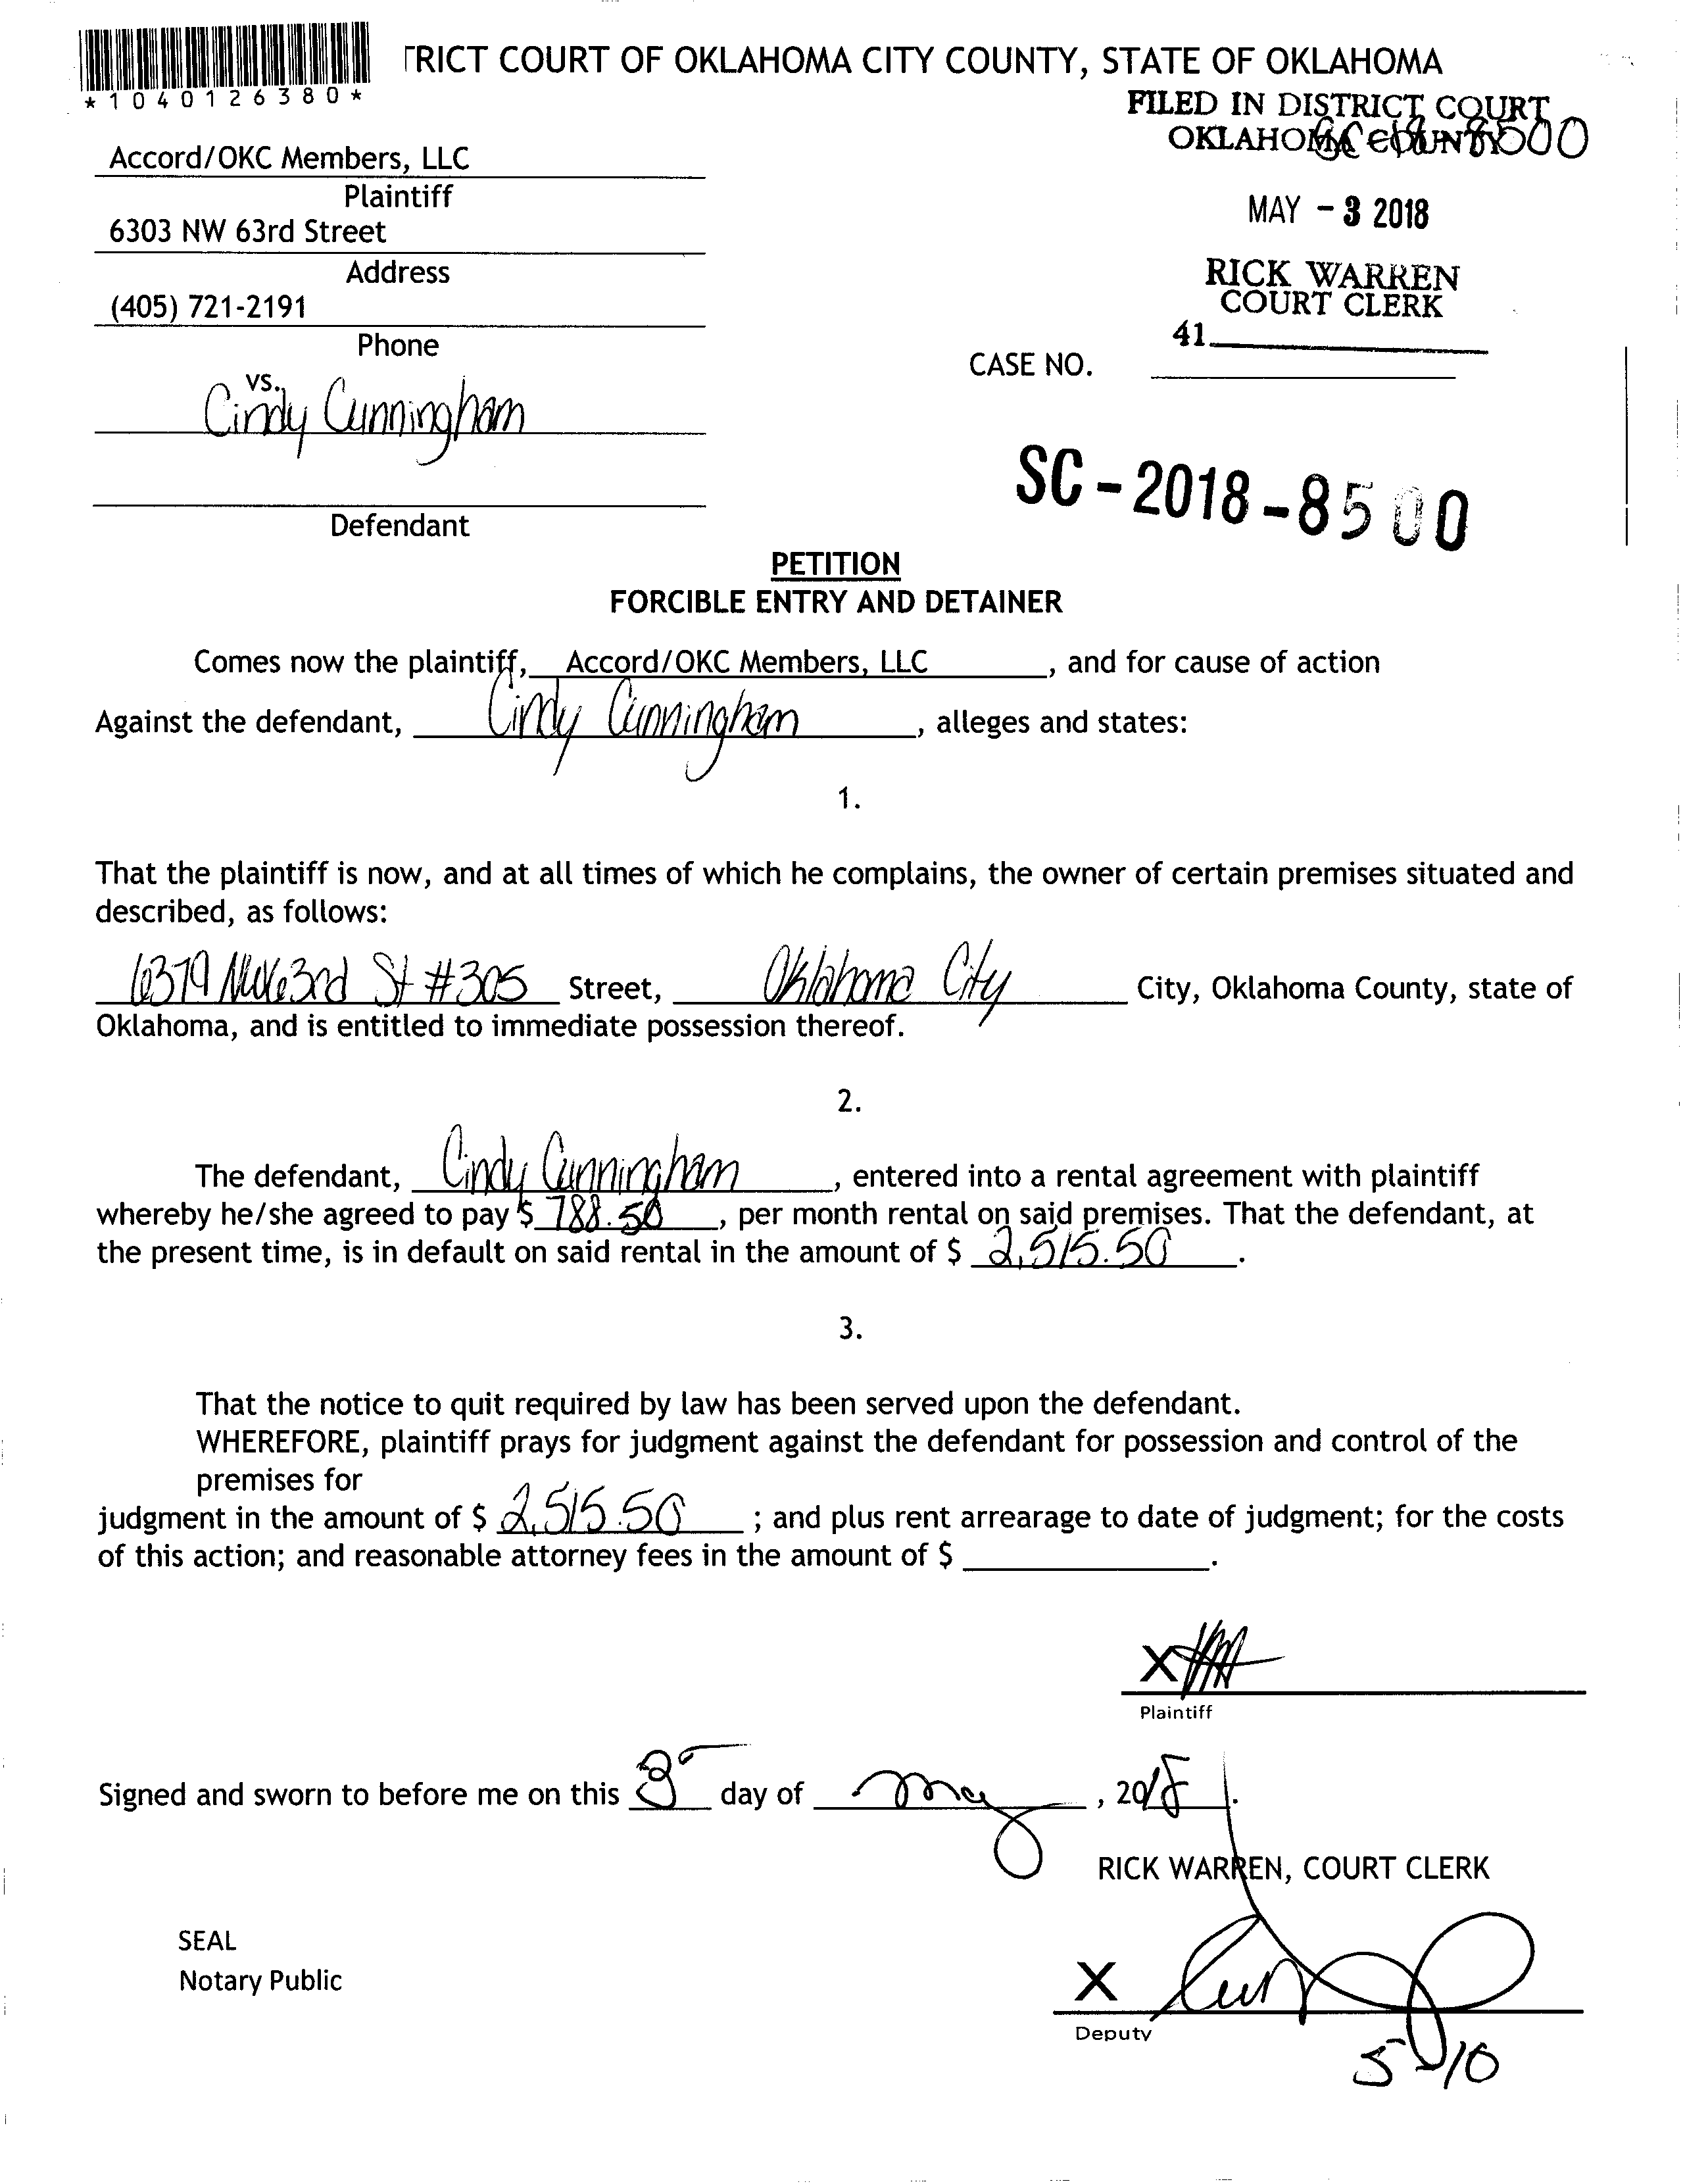 TRICT COURT OF OKLAHOMA CITY COUNTY, STATE OF OKLAHOMA
*1040126380*
FILED IN DISTRICT COURT
OKLAHOMA COUNTY
Accord/OKC Members, LLC
Plaintiff
MAY - 3 2018
6303 NW 63rd Street
Address
RICK WARREN
COURT CLERK
(405) 721-2191
41
Phone
CASE NO.
vs.
Cindy Cunningham
SC-2018-8500
Defendant
PETITION
FORCIBLE ENTRY AND DETAINER
Comes now the plaintiff, Accord/OKC Members, LLC, and for cause of action
Against the defendant, Cindy Cunningham, alleges and states:
1.
That the plaintiff is now, and at all times of which he complains, the owner of certain premises situated and
described, as follows:
6379 NW 63rd St #305 Street, Oklahoma City City, Oklahoma County, state of
Oklahoma, and is entitled to immediate possession thereof.
2.
The defendant, Cindy Cunningham, entered into a rental agreement with plaintiff
whereby he/she agreed to pay $ 788.50, per month rental on said premises. That the defendant, at
the present time, is in default on said rental in the amount of $ 2,515.50.
3.
That the notice to quit required by law has been served upon the defendant.
WHEREFORE, plaintiff prays for judgment against the defendant for possession and control of the
premises for
judgment in the amount of $ 2,515.50; and plus rent arrearage to date of judgment; for the costs
of this action; and reasonable attorney fees in the amount of $ .
X
Plaintiff
Signed and sworn to before me on this 3 day of May, 2018.
RICK WARREN, COURT CLERK
SEAL
Notary Public
X
Deputy
5-10